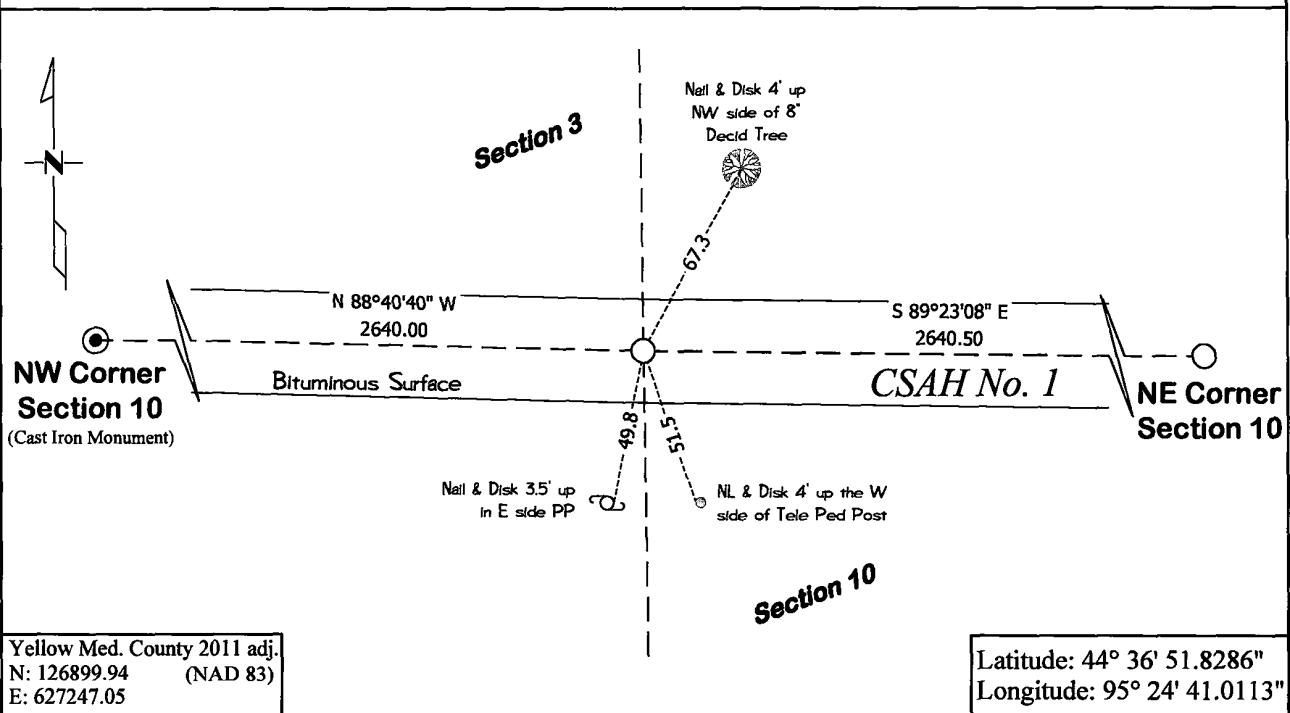 Nail & Disk 4' up
NW side of 8"
Decid Tree
Section 3
N
67.3
N 88°40'40" W
2640.00
S 89°23'08" E
2640.50
NW Corner
Section 10
(Cast Iron Monument)
Bituminous Surface
CSAH No. 1
NE Corner
Section 10
49.8
51.5
Nail & Disk 3.5' up
in E side PP
NL & Disk 4' up the W
side of Tele Ped Post
Section 10
Yellow Med. County 2011 adj.
N: 126899.94 (NAD 83)
E: 627247.05
Latitude: 44° 36' 51.8286"
Longitude: 95° 24' 41.0113"